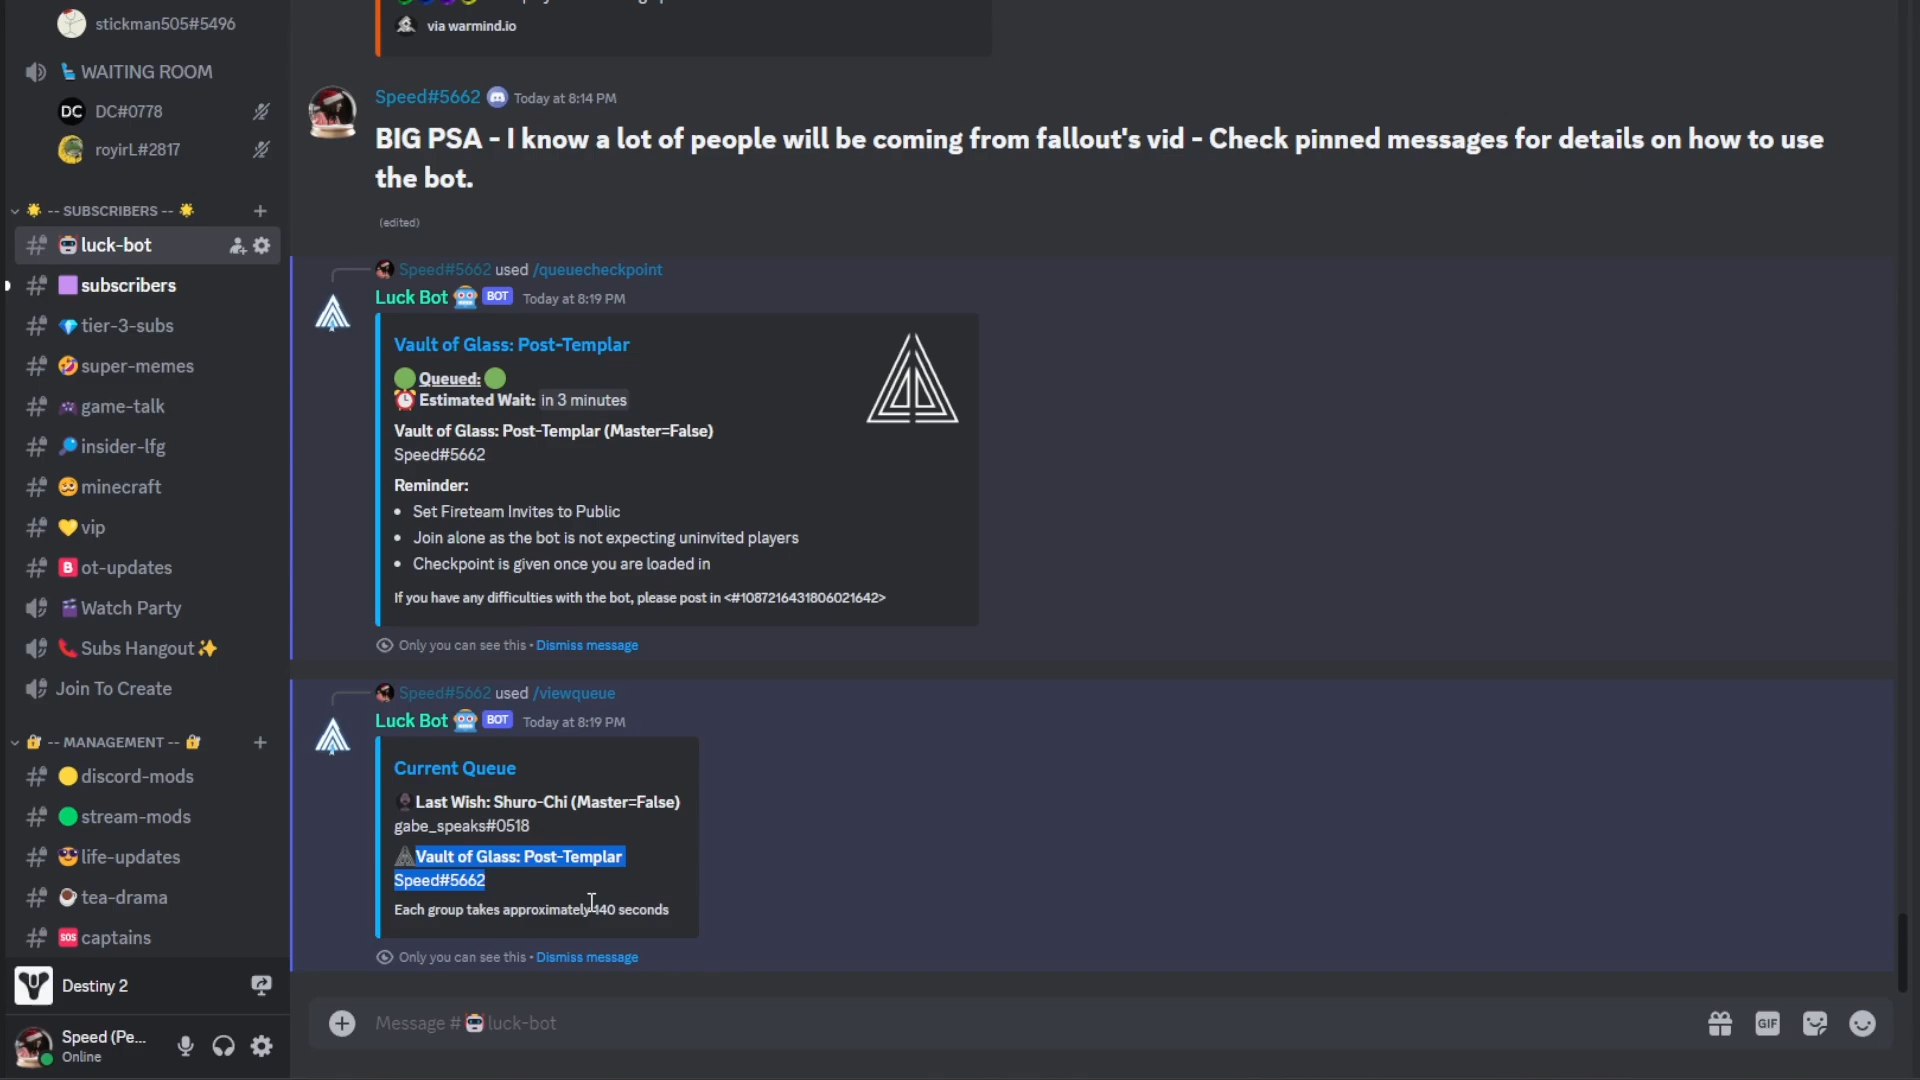 stickman505#5496
WAITING ROOM
DC DC#0778
royirL#2817
-- SUBSCRIBERS --
luck-bot
subscribers
tier-3-subs
super-memes
game-talk
insider-lfg
minecraft
vip
B ot-updates
Watch Party
Subs Hangout
Join To Create
-- MANAGEMENT --
discord-mods
stream-mods
life-updates
tea-drama
SOS captains
Destiny 2
Speed (Pe...
Online
via warmind.io
Speed#5662 Today at 8:14 PM
BIG PSA - I know a lot of people will be coming from fallout's vid - Check pinned messages for details on how to use
the bot.
(edited)
Speed#5662 used /queuecheckpoint
Luck Bot BOT Today at 8:19 PM
Vault of Glass: Post-Templar
Queued:
Estimated Wait: in 3 minutes
Vault of Glass: Post-Templar (Master=False)
Speed#5662
Reminder:
• Set Fireteam Invites to Public
• Join alone as the bot is not expecting uninvited players
• Checkpoint is given once you are loaded in
If you have any difficulties with the bot, please post in <#1087216431806021642>
Only you can see this • Dismiss message
Speed#5662 used /viewqueue
Luck Bot BOT Today at 8:19 PM
Current Queue
Last Wish: Shuro-Chi (Master=False)
gabe_speaks#0518
Vault of Glass: Post-Templar
Speed#5662
Each group takes approximately 140 seconds
Only you can see this • Dismiss message
Message # luck-bot
GIF